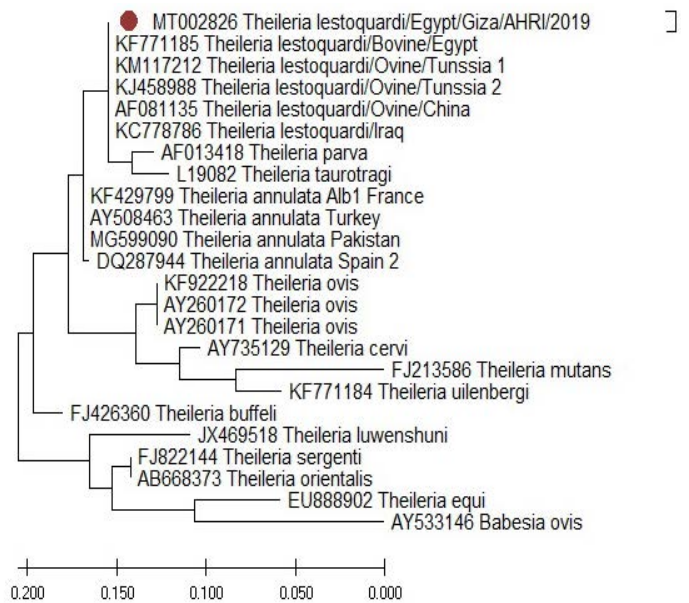 MT002826 Theileria lestoquardi/Egypt/Giza/AHRI/2019
KF771185 Theileria lestoquardi/Bovine/Egypt
KM117212 Theileria lestoquardi/Ovine/Tunssia 1
KJ458988 Theileria lestoquardi/Ovine/Tunssia 2
AF081135 Theileria lestoquardi/Ovine/China
KC778786 Theileria lestoquardi/Iraq
AF013418 Theileria parva
L19082 Theileria taurotragi
KF429799 Theileria annulata Alb1 France
AY508463 Theileria annulata Turkey
MG599090 Theileria annulata Pakistan
DQ287944 Theileria annulata Spain 2
KF922218 Theileria ovis
AY260172 Theileria ovis
AY260171 Theileria ovis
AY735129 Theileria cervi
FJ213586 Theileria mutans
KF771184 Theileria uilenbergi
FJ426360 Theileria buffeli
JX469518 Theileria luwenshuni
FJ822144 Theileria sergenti
AB668373 Theileria orientalis
EU888902 Theileria equi
AY533146 Babesia ovis
0.200 0.150 0.100 0.050 0.000